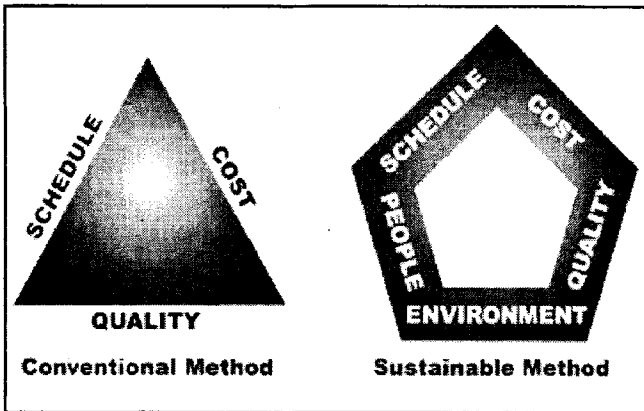 SCHEDULE
COST
QUALITY
Conventional Method
SCHEDULE
COST
PEOPLE
QUALITY
ENVIRONMENT
Sustainable Method